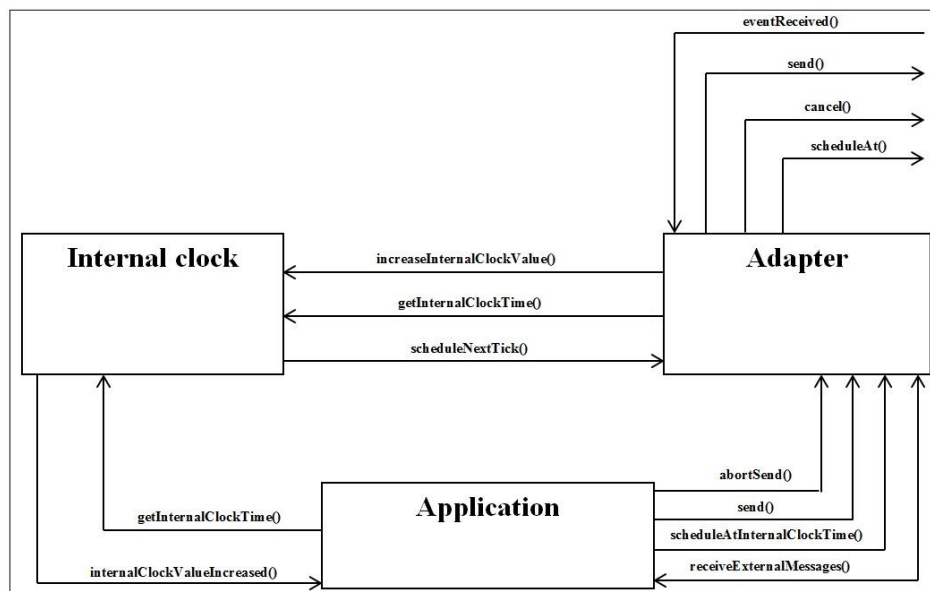 eventReceived()
send()
cancel()
scheduleAt()
Internal clock
Adapter
increaseInternalClockValue()
getInternalClockTime()
scheduleNextTick()
Application
abortSend()
send()
getInternalClockTime()
scheduleAtInternalClockTime()
receiveExternalMessages()
internalClockValueIncreased()